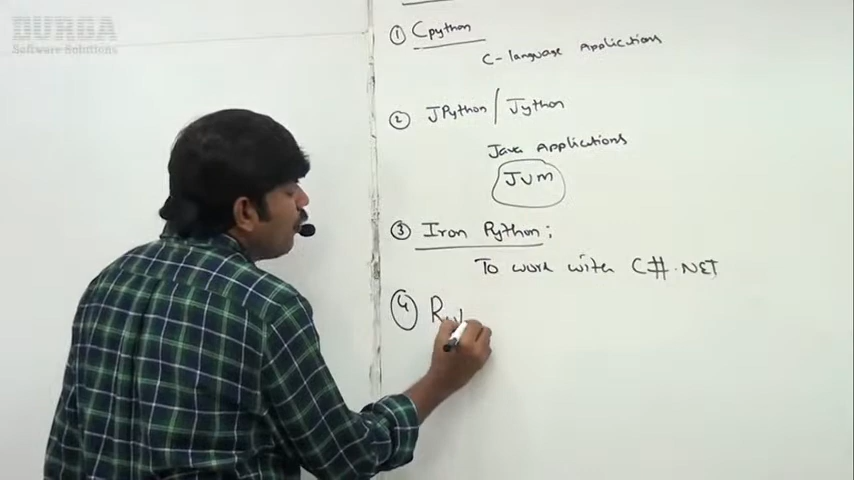 DURGA
Software Solutions
① Cpython
C-language Applications
② JPython / Jython
Java Applications
JVM
③ Iron Python;
To work with C#.NET
④